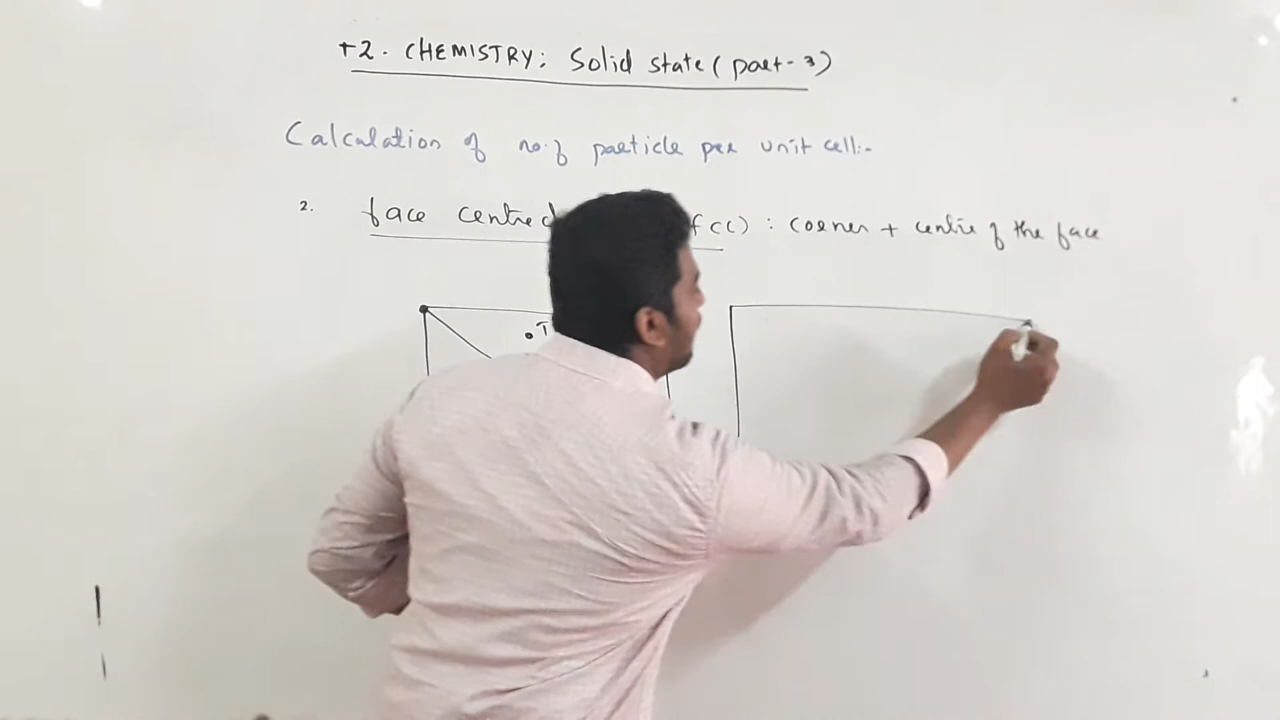 +2. CHEMISTRY: Solid state (part-3)
Calculation of no. of particle per unit cell:-
2. face centred fcc) : corner + centre of the face
T